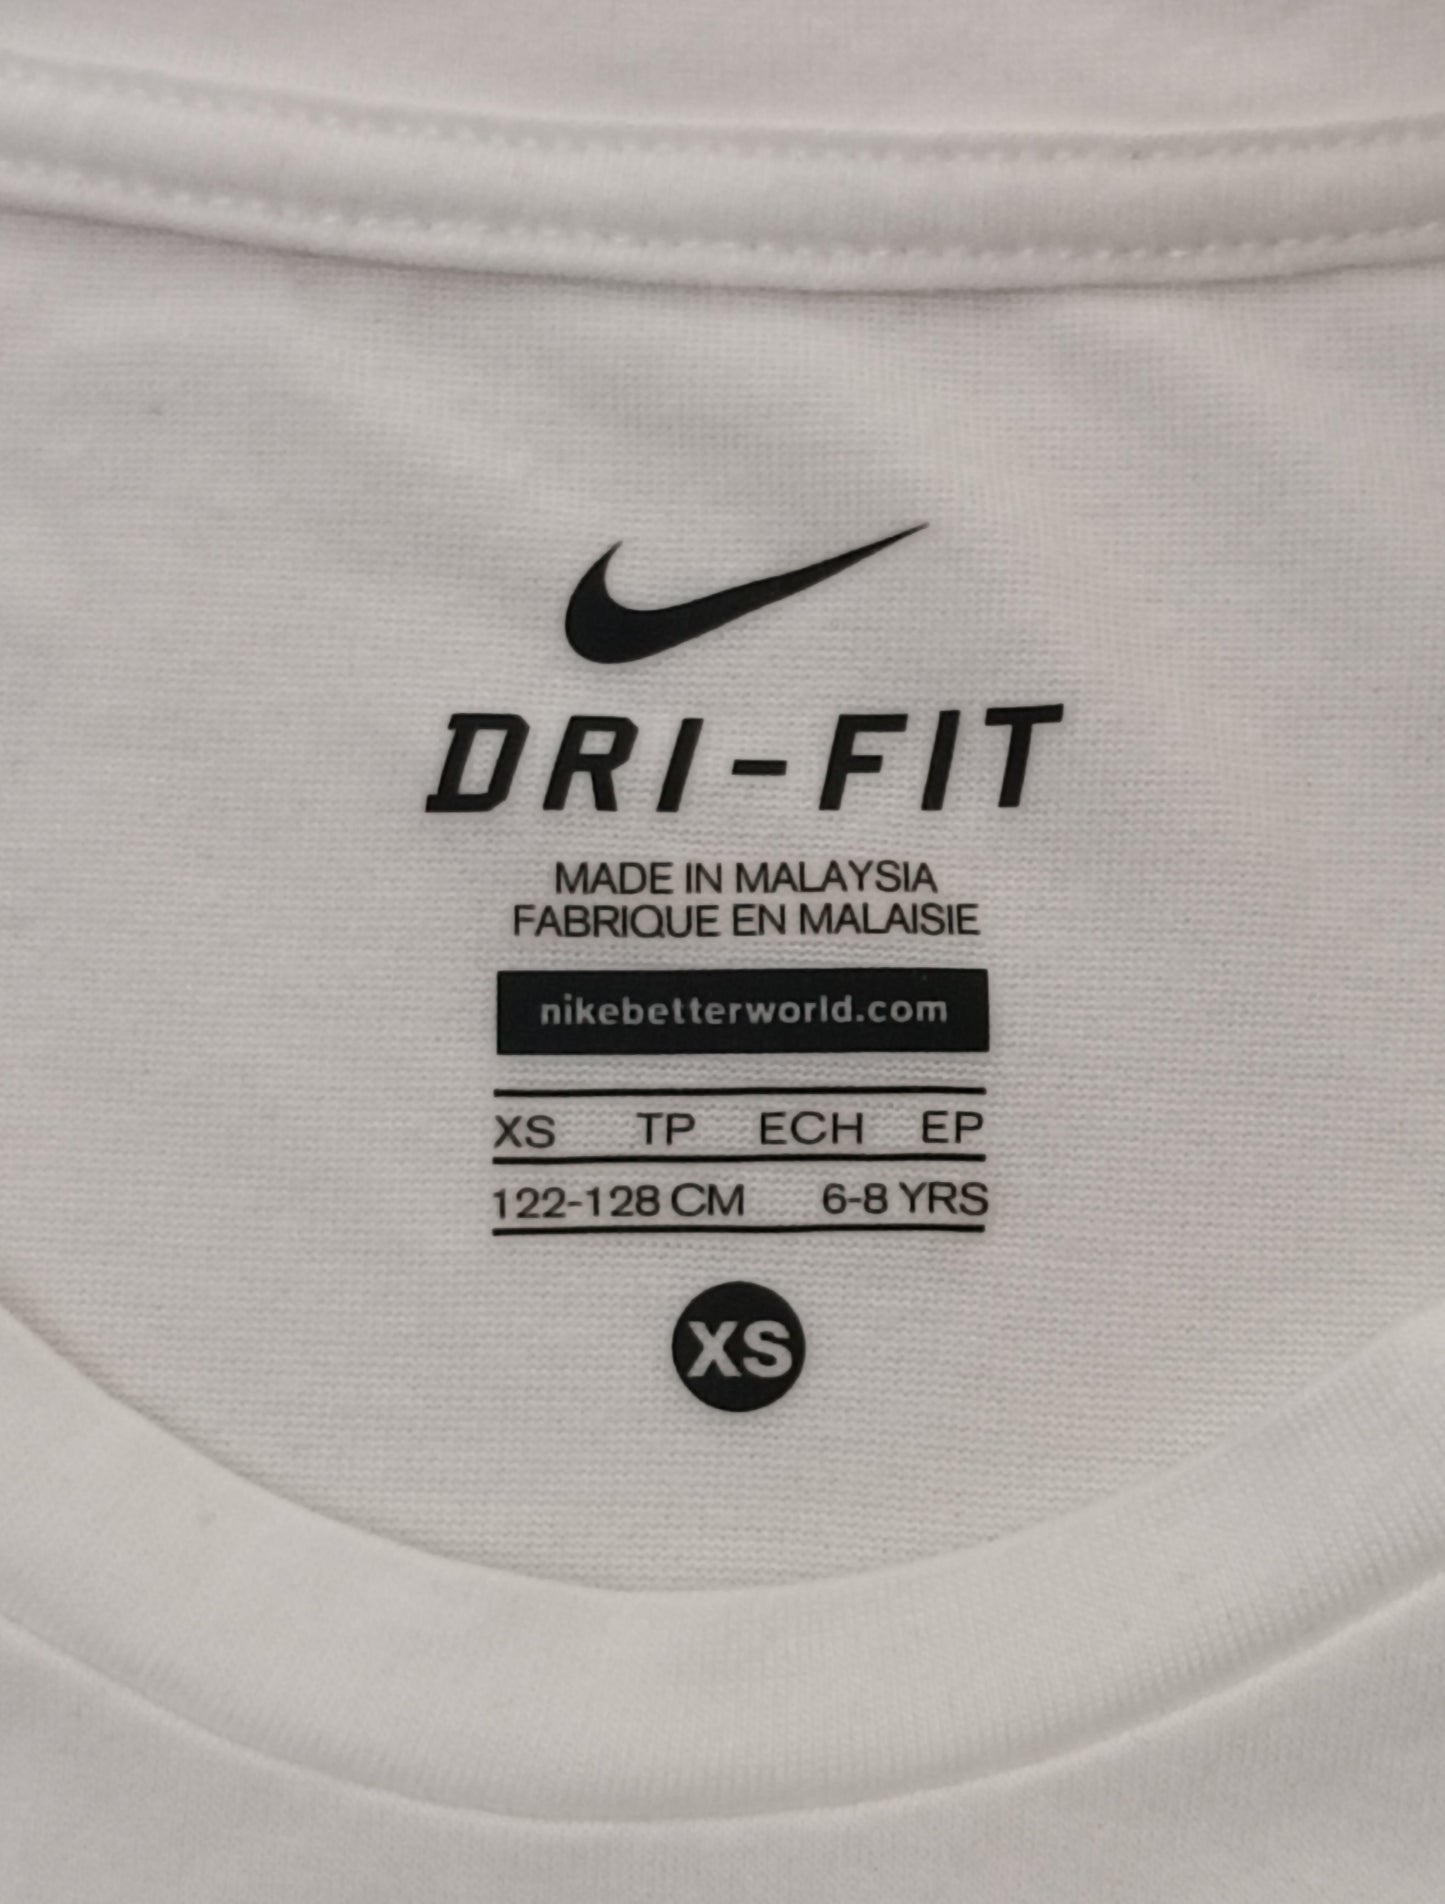 DRI-FIT
MADE IN MALAYSIA
FABRIQUE EN MALAISIE
nikebetterworld.com
XS TP ECH EP
122-128 CM 6-8 YRS
XS